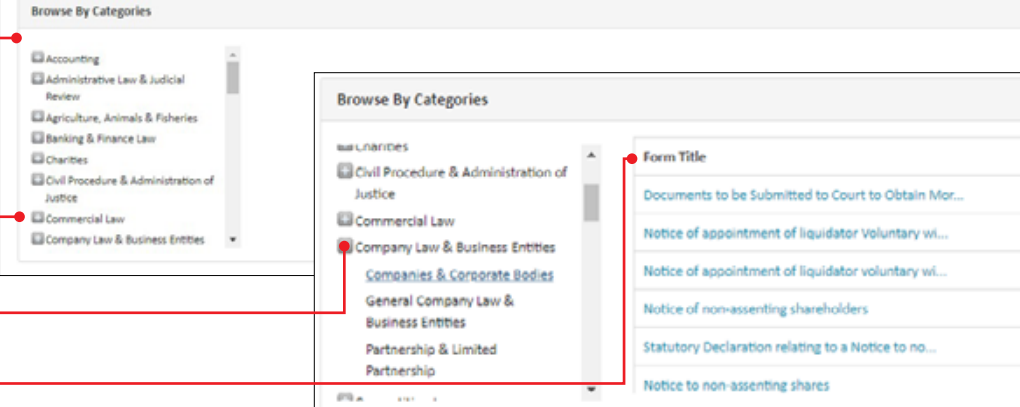 Browse By Categories
Accounting
Administrative Law & Judicial
Review
Agriculture, Animals & Fisheries
Banking & Finance Law
Charities
Civil Procedure & Administration of
Justice
Commercial Law
Company Law & Business Entities
Browse By Categories
Charities
Civil Procedure & Administration of
Justice
Commercial Law
Company Law & Business Entities
Companies & Corporate Bodies
General Company Law &
Business Entities
Partnership & Limited
Partnership
Form Title
Documents to be Submitted to Court to Obtain Mor...
Notice of appointment of liquidator Voluntary wi...
Notice of appointment of liquidator voluntary wi...
Notice of non-assenting shareholders
Statutory Declaration relating to a Notice to no...
Notice to non-assenting shares